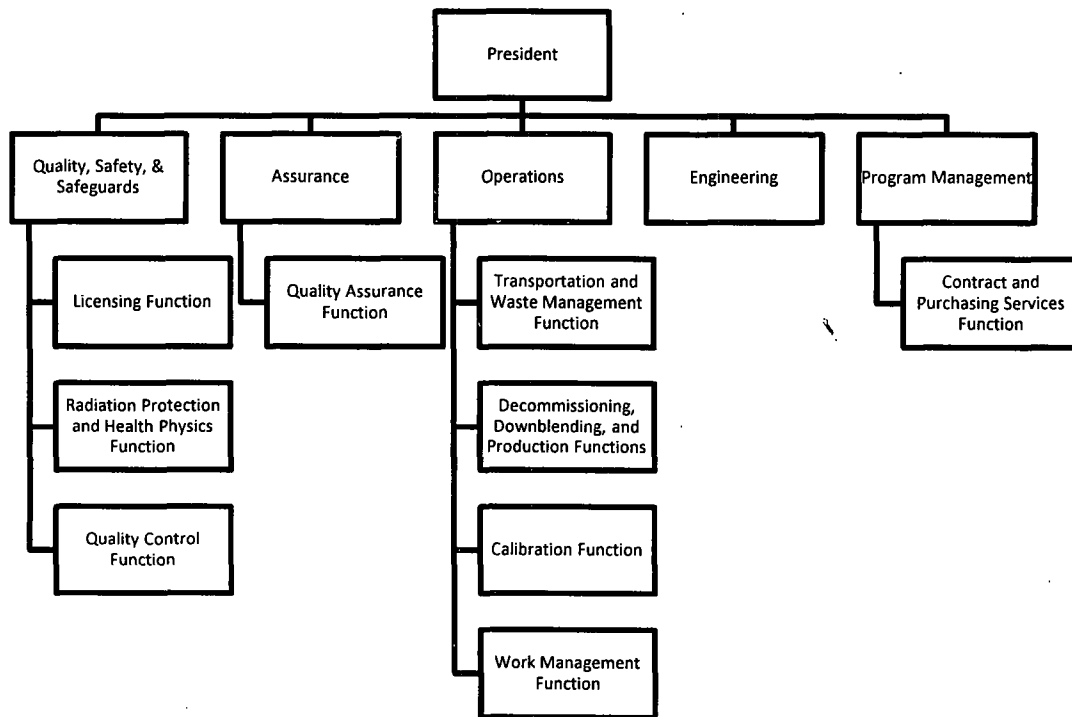 President
Quality, Safety, &
Safeguards
Assurance
Operations
Engineering
Program Management
Licensing Function
Quality Assurance
Function
Transportation and
Waste Management
Function
Contract and
Purchasing Services
Function
Radiation Protection
and Health Physics
Function
Decommissioning,
Downblending, and
Production Functions
Quality Control
Function
Calibration Function
Work Management
Function